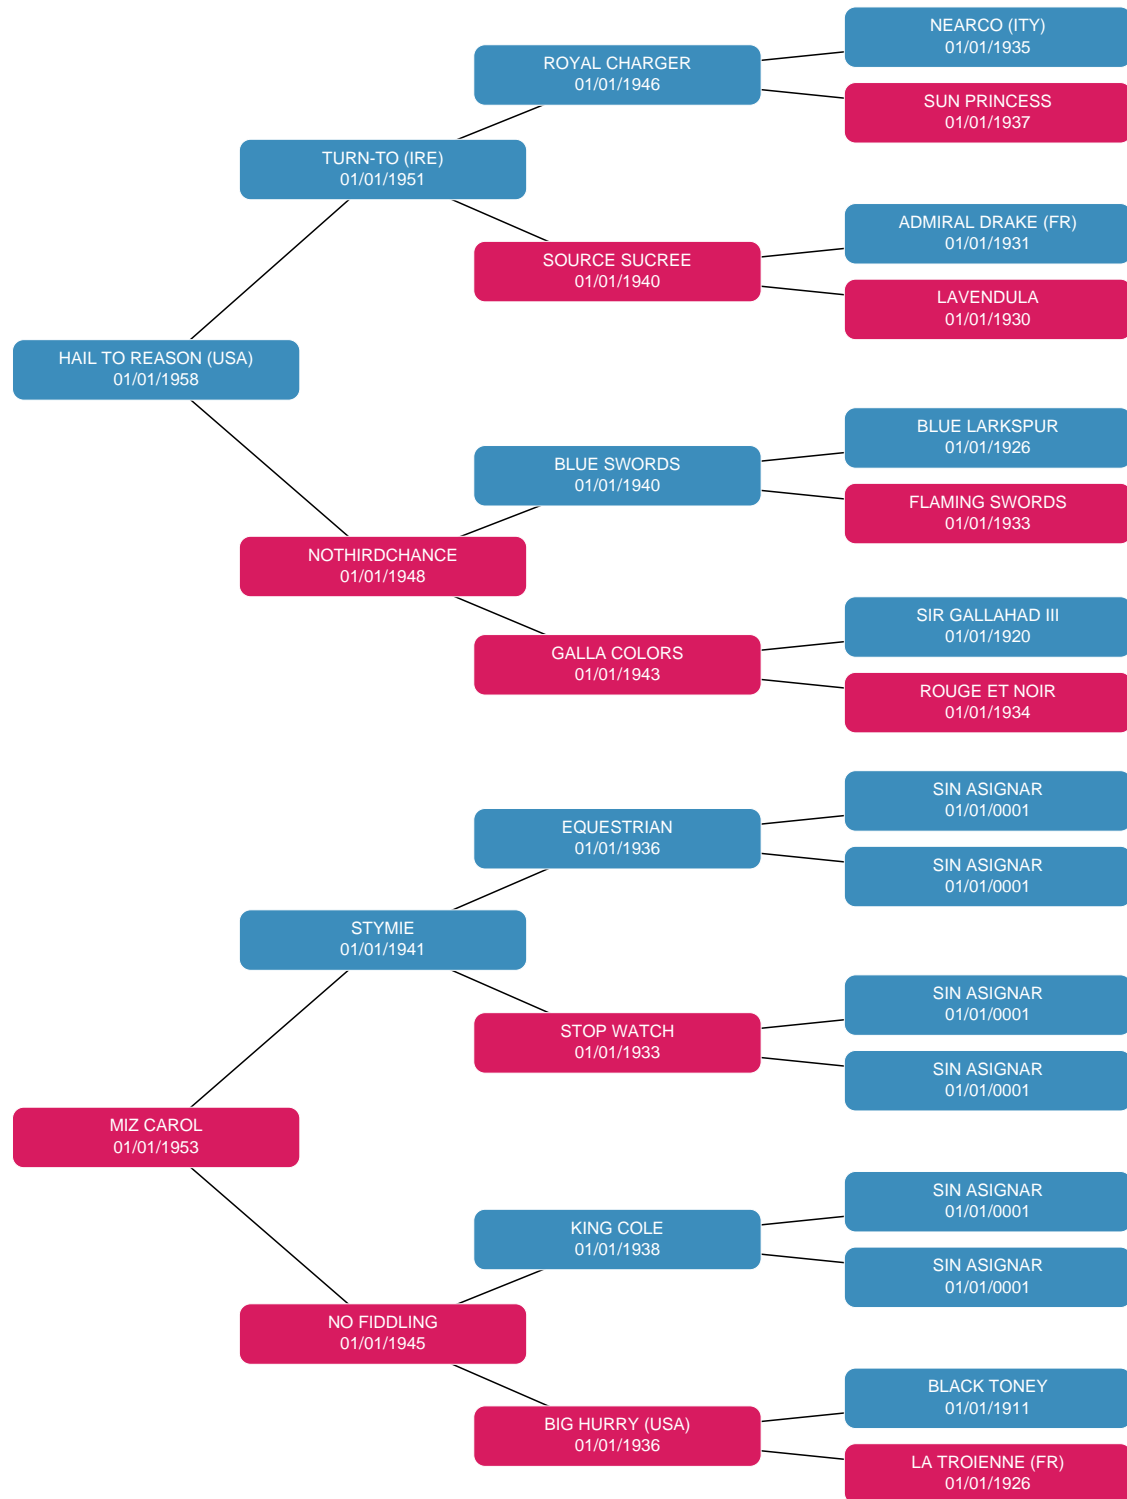 NEARCO (ITY)
01/01/1935
ROYAL CHARGER
01/01/1946
SUN PRINCESS
01/01/1937
TURN-TO (IRE)
01/01/1951
ADMIRAL DRAKE (FR)
01/01/1931
SOURCE SUCREE
01/01/1940
LAVENDULA
01/01/1930
HAIL TO REASON (USA)
01/01/1958
BLUE LARKSPUR
01/01/1926
BLUE SWORDS
01/01/1940
FLAMING SWORDS
01/01/1933
NOTHIRDCHANCE
01/01/1948
SIR GALLAHAD III
01/01/1920
GALLA COLORS
01/01/1943
ROUGE ET NOIR
01/01/1934
SIN ASIGNAR
01/01/0001
EQUESTRIAN
01/01/1936
SIN ASIGNAR
01/01/0001
STYMIE
01/01/1941
SIN ASIGNAR
01/01/0001
STOP WATCH
01/01/1933
SIN ASIGNAR
01/01/0001
MIZ CAROL
01/01/1953
SIN ASIGNAR
01/01/0001
KING COLE
01/01/1938
SIN ASIGNAR
01/01/0001
NO FIDDLING
01/01/1945
BLACK TONEY
01/01/1911
BIG HURRY (USA)
01/01/1936
LA TROIENNE (FR)
01/01/1926